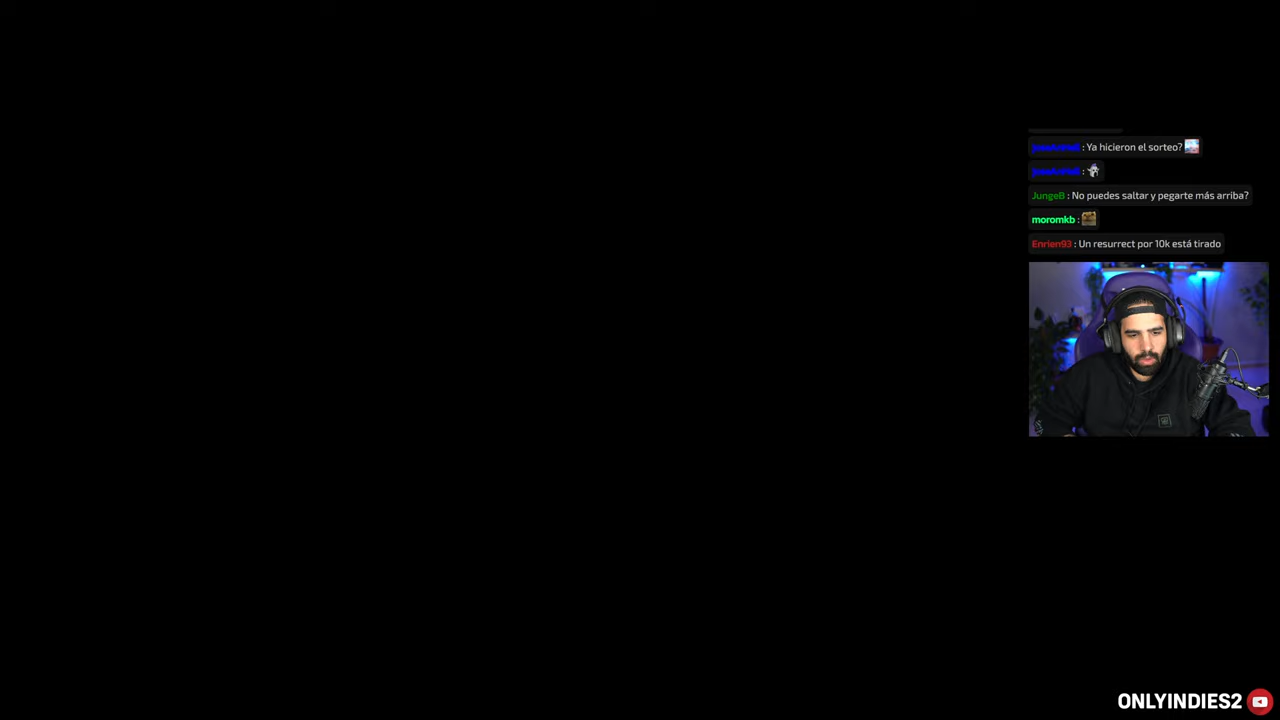 : Ya hicieron el sorteo?
:
JungeB : No puedes saltar y pegarte más arriba?
moromkb :
Enrien93 : Un resurrect por 10k está tirado
ONLYINDIES2